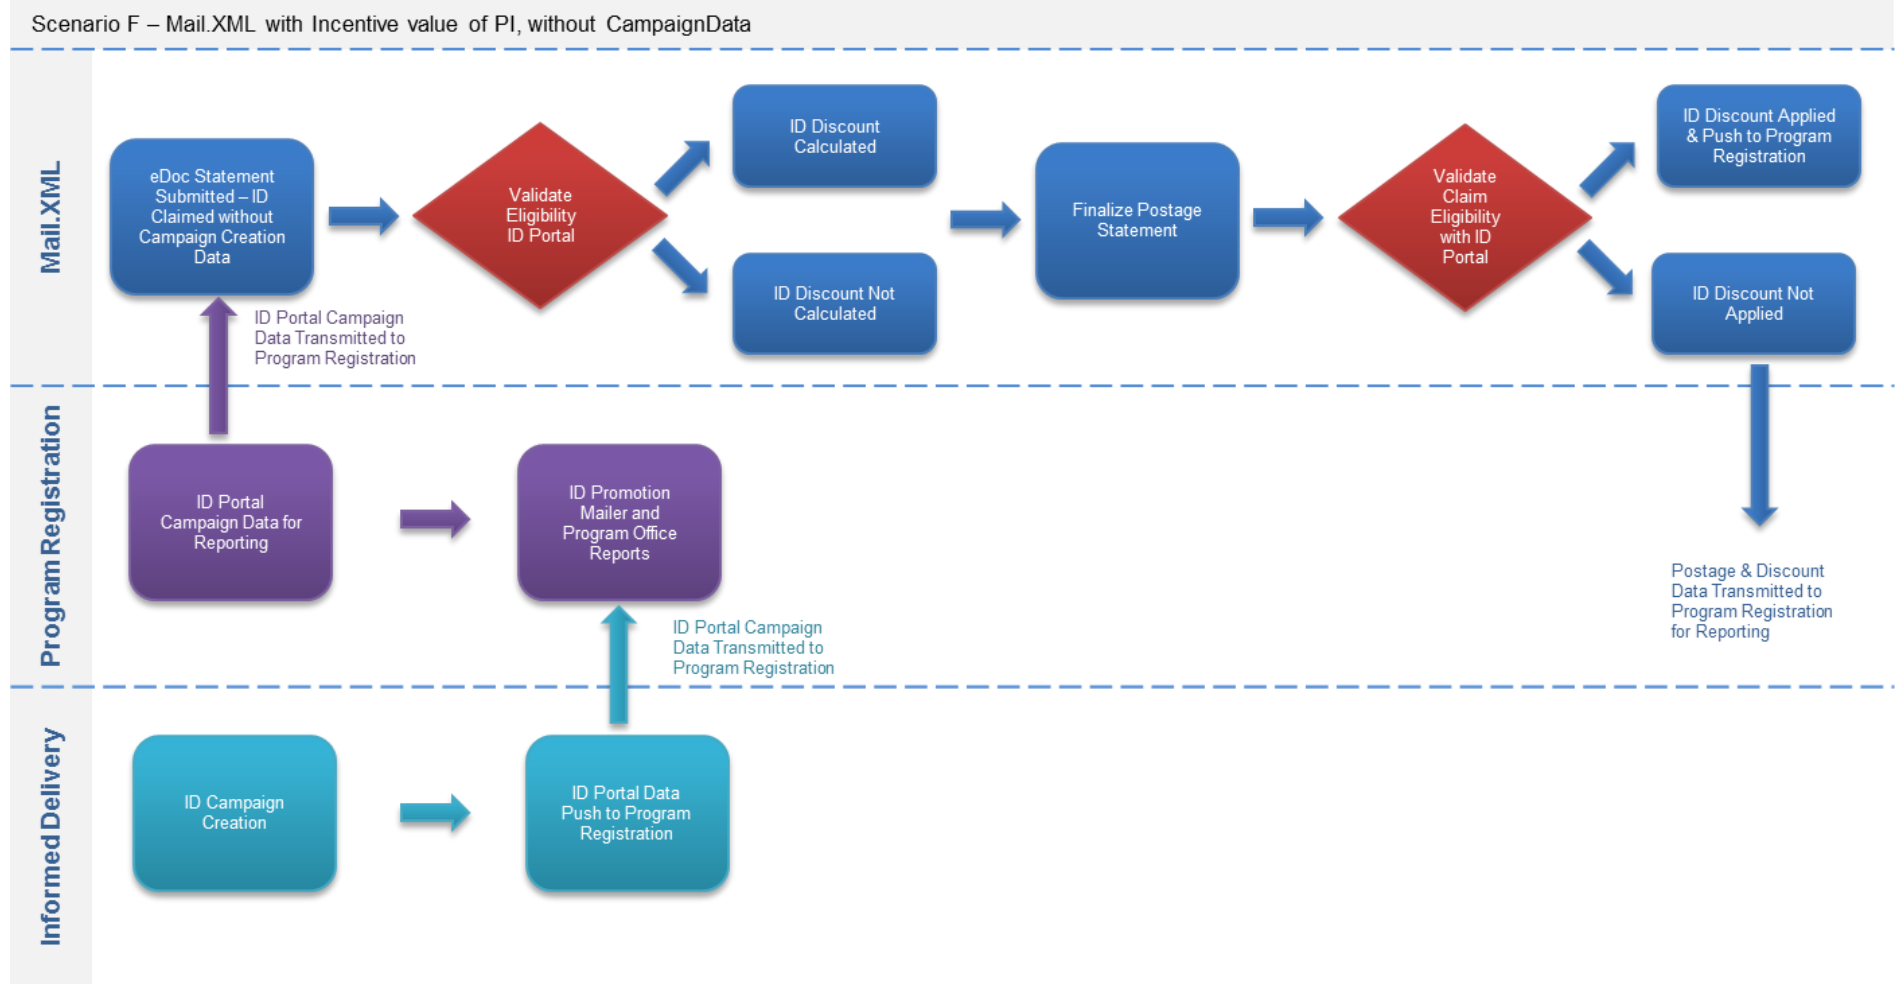 Scenario F – Mail.XML with Incentive value of PI, without CampaignData
Mail.XML
eDoc Statement
Submitted – ID
Claimed without
Campaign Creation
Data
Validate
Eligibility
ID Portal
ID Discount
Calculated
ID Discount Not
Calculated
Finalize Postage
Statement
Validate
Claim
Eligibility
with ID
Portal
ID Discount Applied
& Push to Program
Registration
ID Discount Not
Applied
ID Portal Campaign
Data Transmitted to
Program Registration
Program Registration
ID Portal
Campaign Data for
Reporting
ID Promotion
Mailer and
Program Office
Reports
Postage & Discount
Data Transmitted to
Program Registration
for Reporting
ID Portal Campaign
Data Transmitted to
Program Registration
Informed Delivery
ID Campaign
Creation
ID Portal Data
Push to Program
Registration